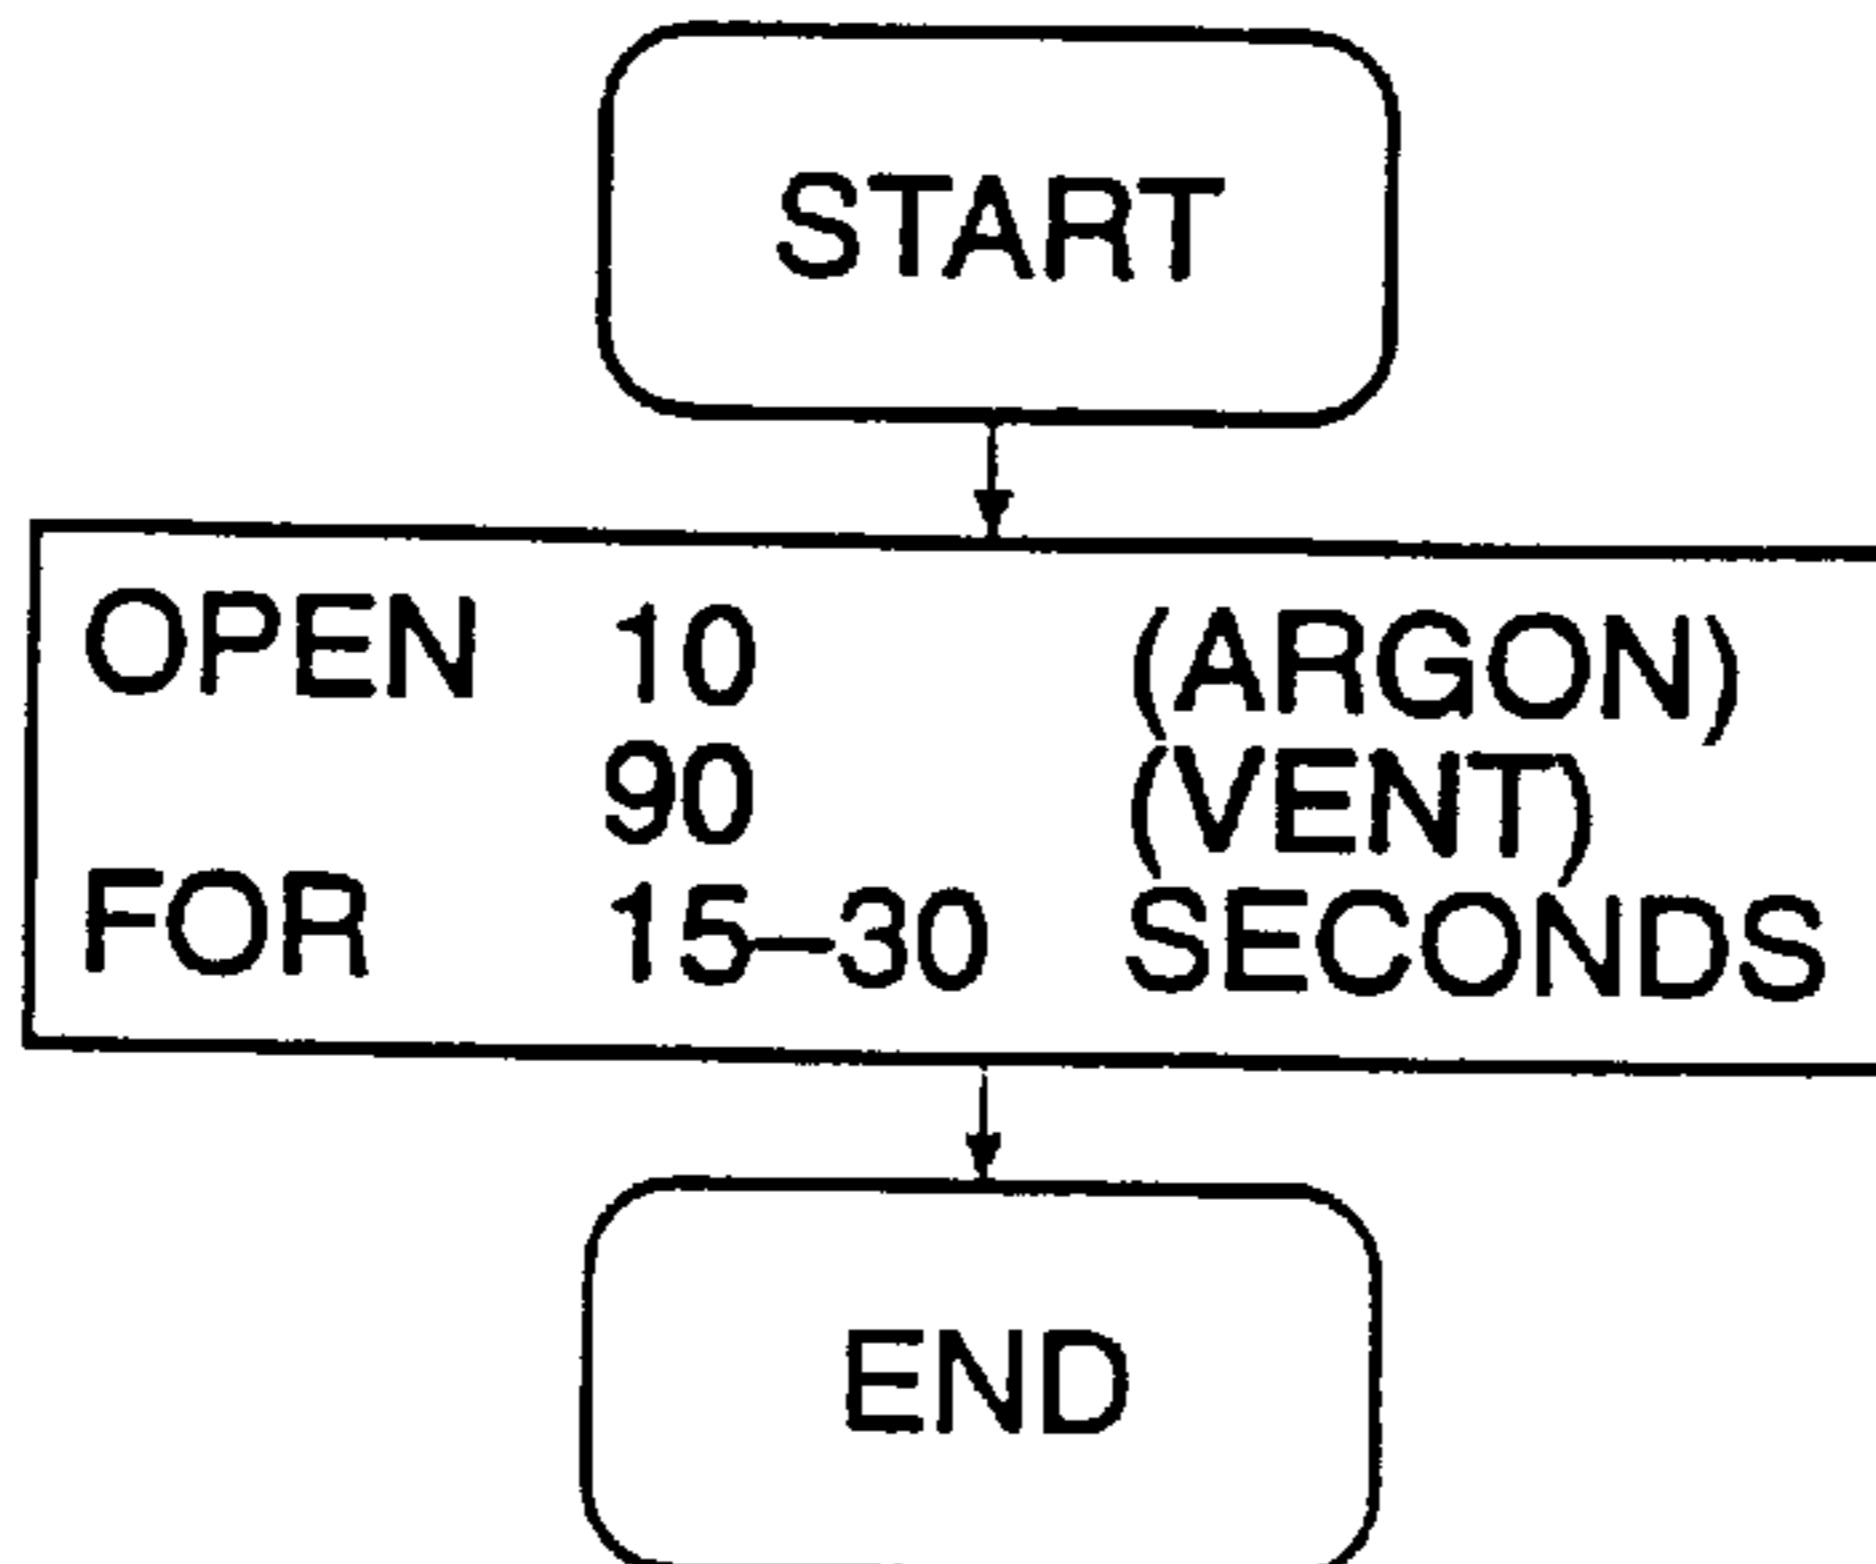 START
OPEN 10 (ARGON)
90 (VENT)
FOR 15–30 SECONDS
END